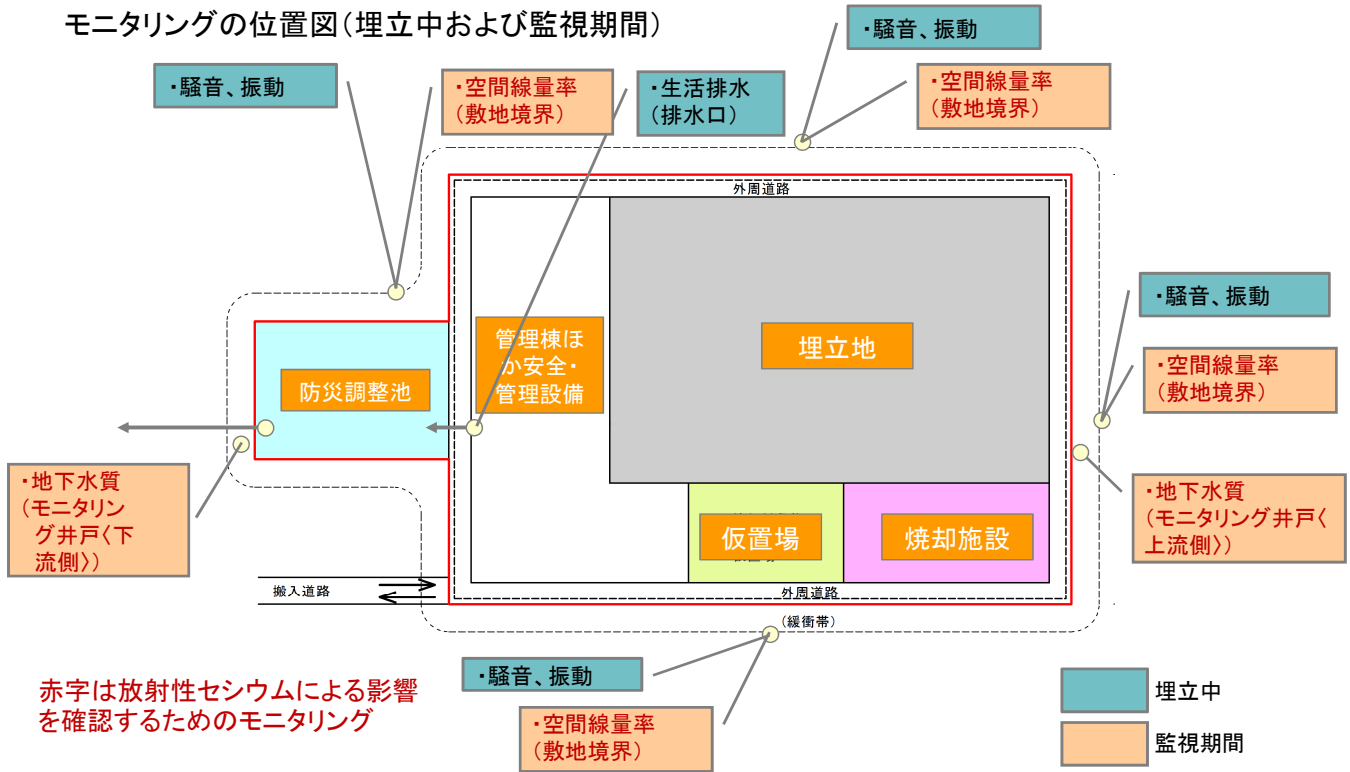 モニタリングの位置図（埋立中および監視期間）
・騒音、振動
・騒音、振動
・空間線量率
（敷地境界）
・生活排水
（排水口）
・空間線量率
（敷地境界）
外周道路
・騒音、振動
管理棟ほ
か安全・
管理設備
埋立地
・空間線量率
（敷地境界）
防災調整池
・地下水質
（モニタリン
グ井戸〈下
流側〉）
・地下水質
（モニタリング井戸〈
上流側〉）
仮置場
焼却施設
搬入道路
外周道路
（緩衝帯）
・騒音、振動
赤字は放射性セシウムによる影響
を確認するためのモニタリング
・空間線量率
（敷地境界）
埋立中
監視期間